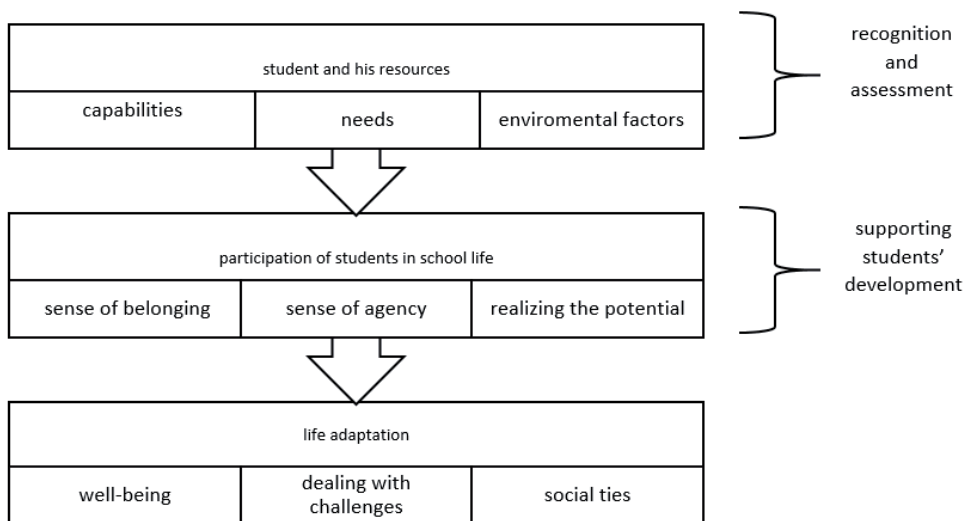 student and his resources
capabilities
needs
enviromental factors
recognition
and
assessment
participation of students in school life
sense of belonging
sense of agency
realizing the potential
supporting
students’
development
life adaptation
well-being
dealing with
challenges
social ties